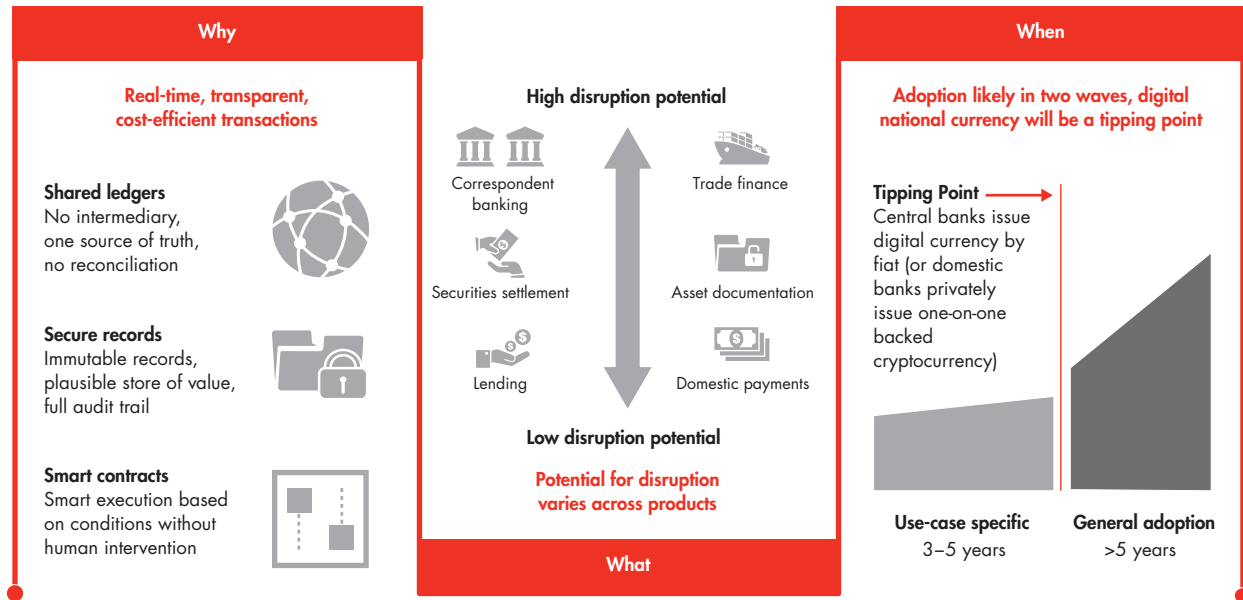 Why
Real-time, transparent,
cost-efficient transactions
Shared ledgers
No intermediary,
one source of truth,
no reconciliation
Secure records
Immutable records,
plausible store of value,
full audit trail
Smart contracts
Smart execution based
on conditions without
human intervention
High disruption potential
Correspondent
banking
Trade finance
Securities settlement
Asset documentation
Lending
Domestic payments
Low disruption potential
Potential for disruption
varies across products
What
When
Adoption likely in two waves, digital
national currency will be a tipping point
Tipping Point
Central banks issue
digital currency by
fiat (or domestic
banks privately
issue one-on-one
backed
cryptocurrency)
Use-case specific
3–5 years
General adoption
>5 years